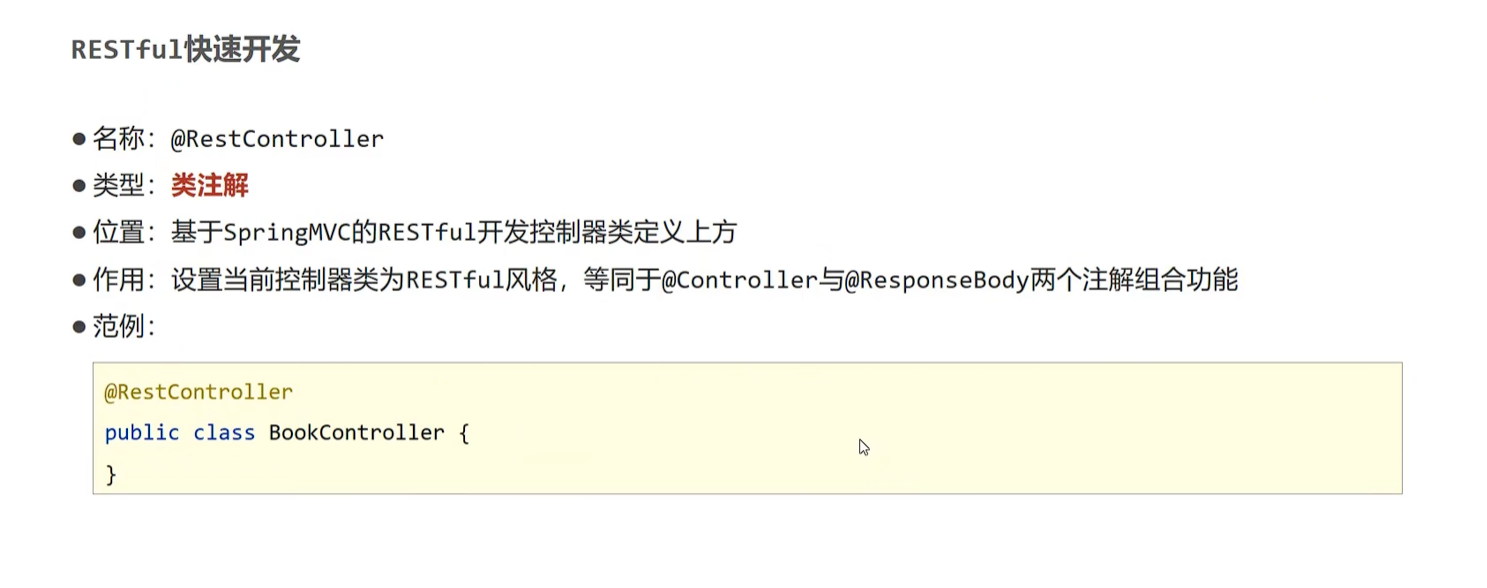 RESTful快速开发
●名称：@RestController
●类型：类注解
●位置：基于SpringMVC的RESTful开发控制器类定义上方
●作用：设置当前控制器类为RESTful风格，等同于@Controller与@ResponseBody两个注解组合功能
●范例：
@RestController
public class BookController {
}